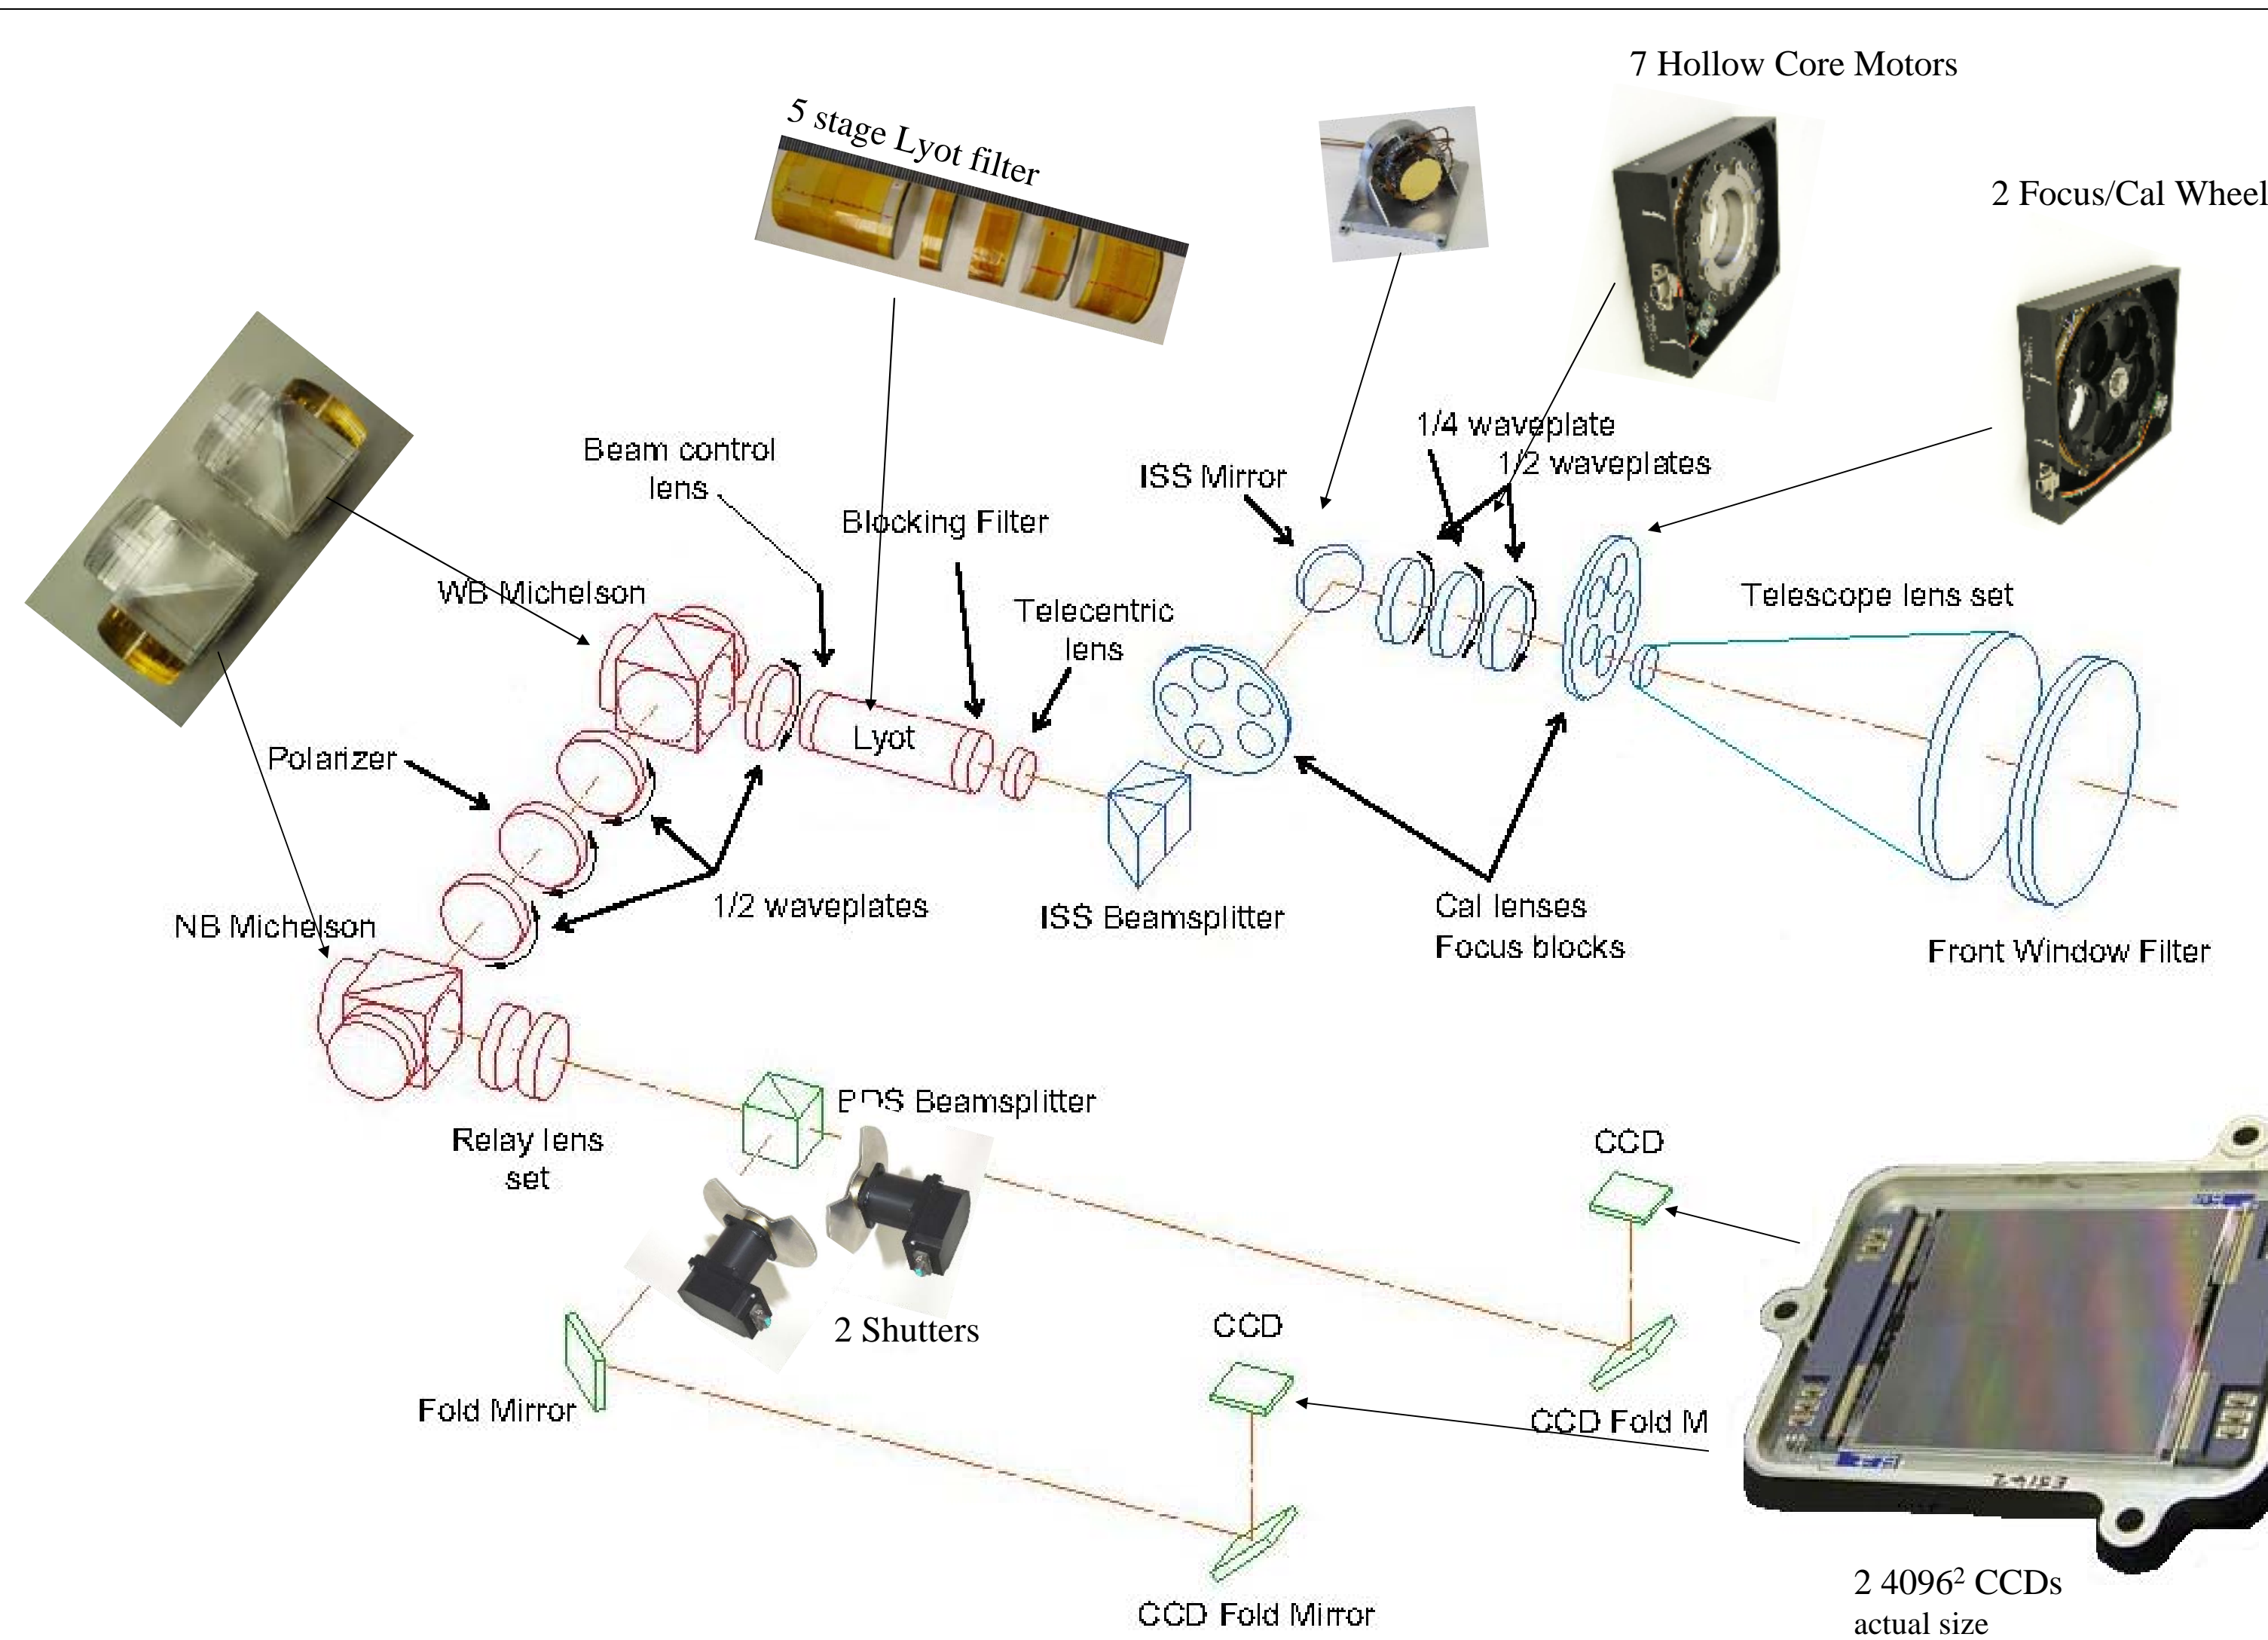 7 Hollow Core Motors
5 stage Lyot filter
2 Focus/Cal Wheel
1/4 waveplate
1/2 waveplates
Beam control
lens
ISS Mirror
Blocking Filter
WB Michelson
Telecentric
lens
Telescope lens set
Lyot
Polarizer
1/2 waveplates
NB Michelson
ISS Beamsplitter
Cal lenses
Focus blocks
Front Window Filter
Beamsplitter
Relay lens
set
CCD
2 Shutters
CCD
Fold Mirror
CCD Fold M
CCD Fold Mirror
2 4096² CCDs
actual size